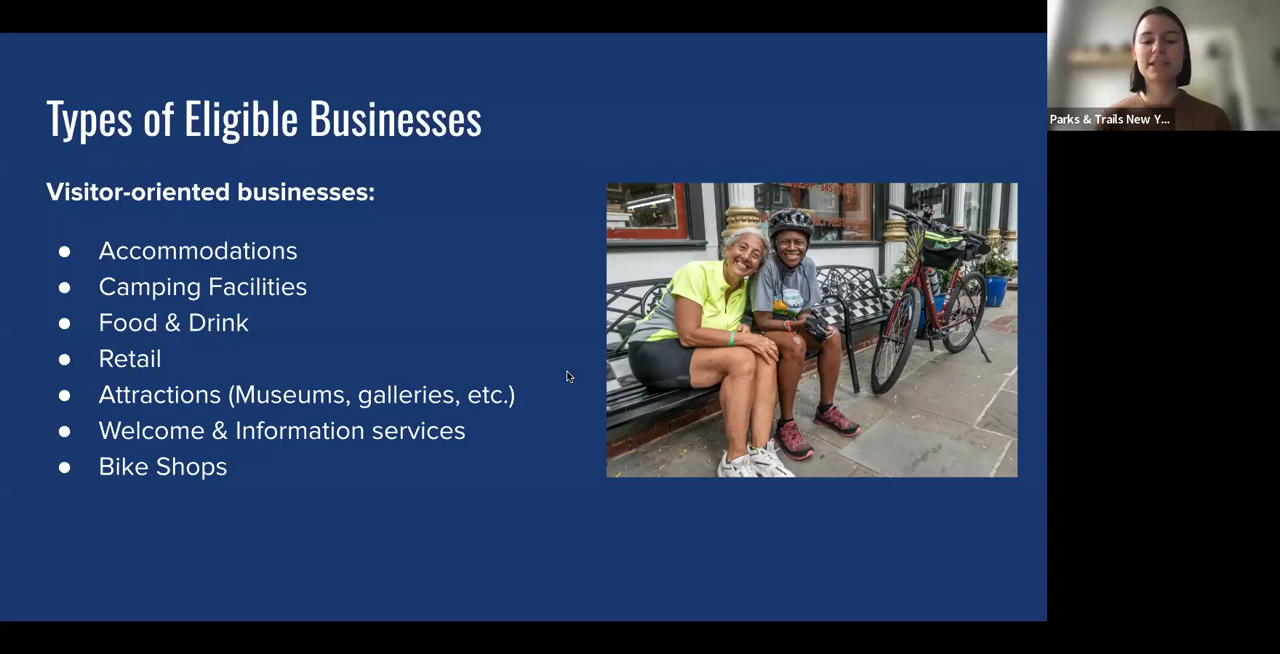 Types of Eligible Businesses
Visitor-oriented businesses:
● Accommodations
● Camping Facilities
● Food & Drink
● Retail
● Attractions (Museums, galleries, etc.)
● Welcome & Information services
● Bike Shops
Parks & Trails New Y...